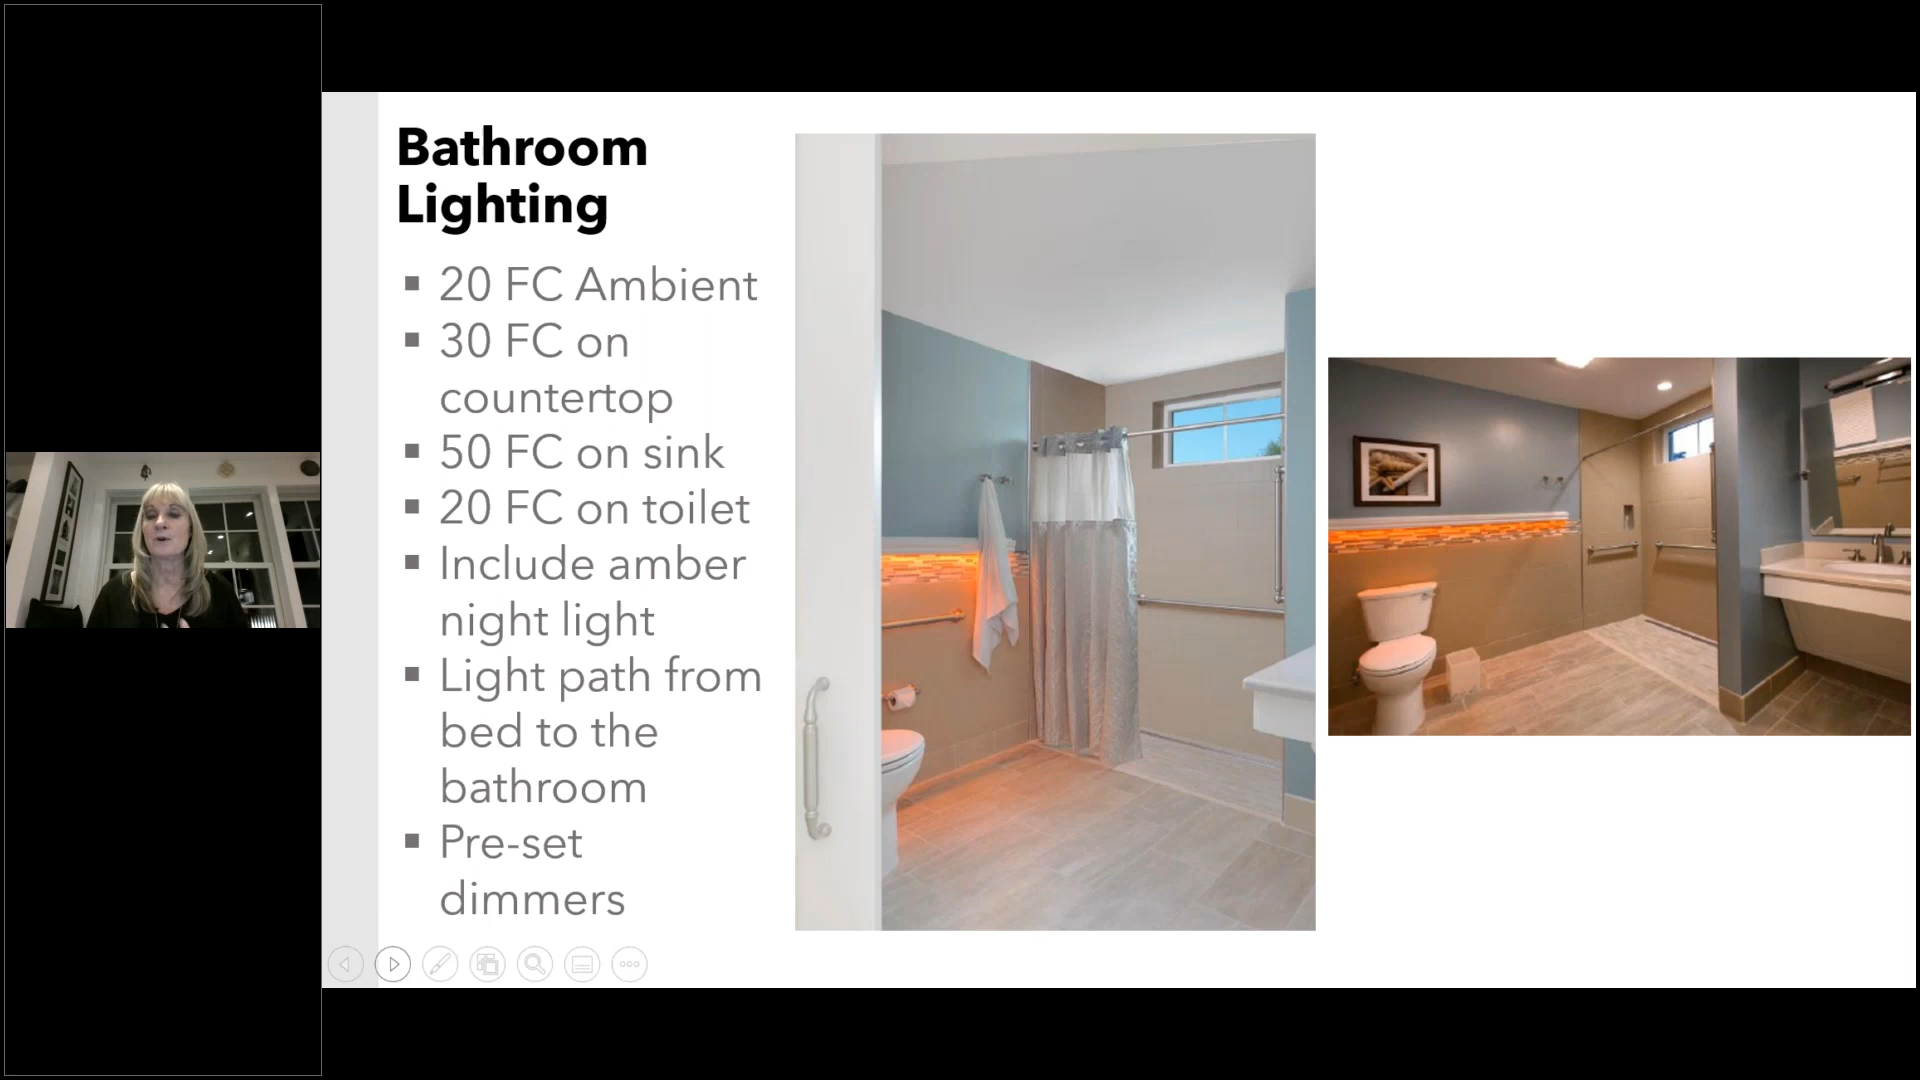 Bathroom
Lighting
▪ 20 FC Ambient
▪ 30 FC on
countertop
▪ 50 FC on sink
▪ 20 FC on toilet
▪ Include amber
night light
▪ Light path from
bed to the
bathroom
▪ Pre-set
dimmers